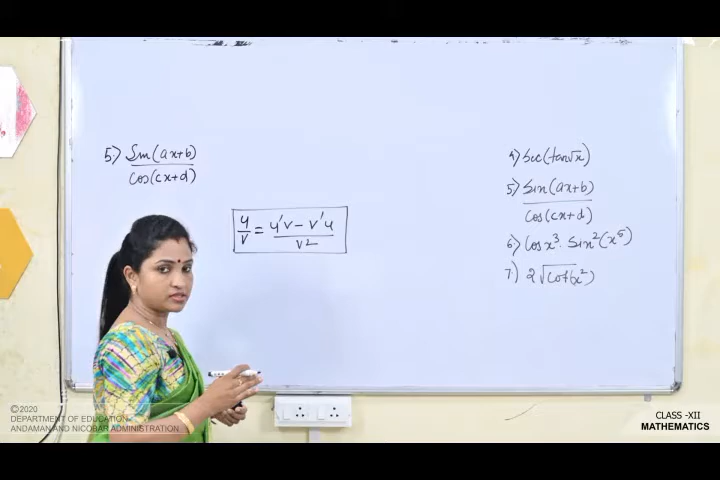 5:) Sin(ax+b)
cos(cx+d)
u/v = u'v - v'u
v2
4) Sec(tan√x)
5) Sin(ax+b)
cos(cx+d)
6) Cos x³. Sin²(x⁵)
7) 2√cot(x²)
©2020
DEPARTMENT OF EDUCATION
ANDAMAN AND NICOBAR ADMINISTRATION
CLASS -XII
MATHEMATICS